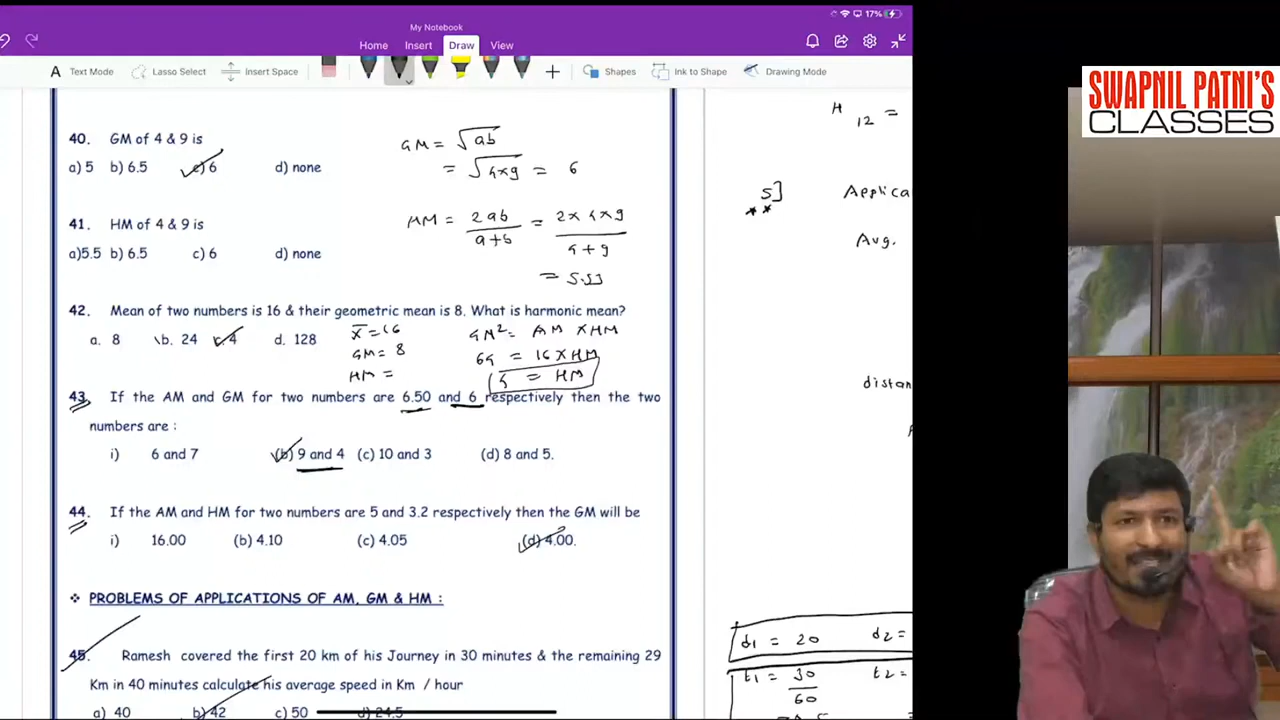 17%
My Notebook
Home Insert Draw View
A Text Mode Lasso Select Insert Space Shapes Ink to Shape Drawing Mode
SWAPNIL PATNI'S
CLASSES
40. GM of 4 & 9 is
a) 5 b) 6.5 c) 6 d) none
GM = √ab
= √4×9 = 6
41. HM of 4 & 9 is
a)5.5 b) 6.5 c) 6 d) none
HM = 2ab / a+b = 2×4×9 / 4+9
= 5.53
42. Mean of two numbers is 16 & their geometric mean is 8. What is harmonic mean?
a. 8 b. 24 c. 4 d. 128
x̅ = 16
GM = 8
HM =
GM² = AM × HM
64 = 16 × HM
4 = HM
43. If the AM and GM for two numbers are 6.50 and 6 respectively then the two
numbers are :
i) 6 and 7 (b) 9 and 4 (c) 10 and 3 (d) 8 and 5.
44. If the AM and HM for two numbers are 5 and 3.2 respectively then the GM will be
i) 16.00 (b) 4.10 (c) 4.05 (d) 4.00.
❖ PROBLEMS OF APPLICATIONS OF AM, GM & HM :
45. Ramesh covered the first 20 km of his Journey in 30 minutes & the remaining 29
Km in 40 minutes calculate his average speed in Km / hour
a) 40 b) 42 c) 50 d) 24.5
H 12 =
5] Applica
**
Avg.
distan
d1 = 20 d2 =
t1 = 30 t2 =
60